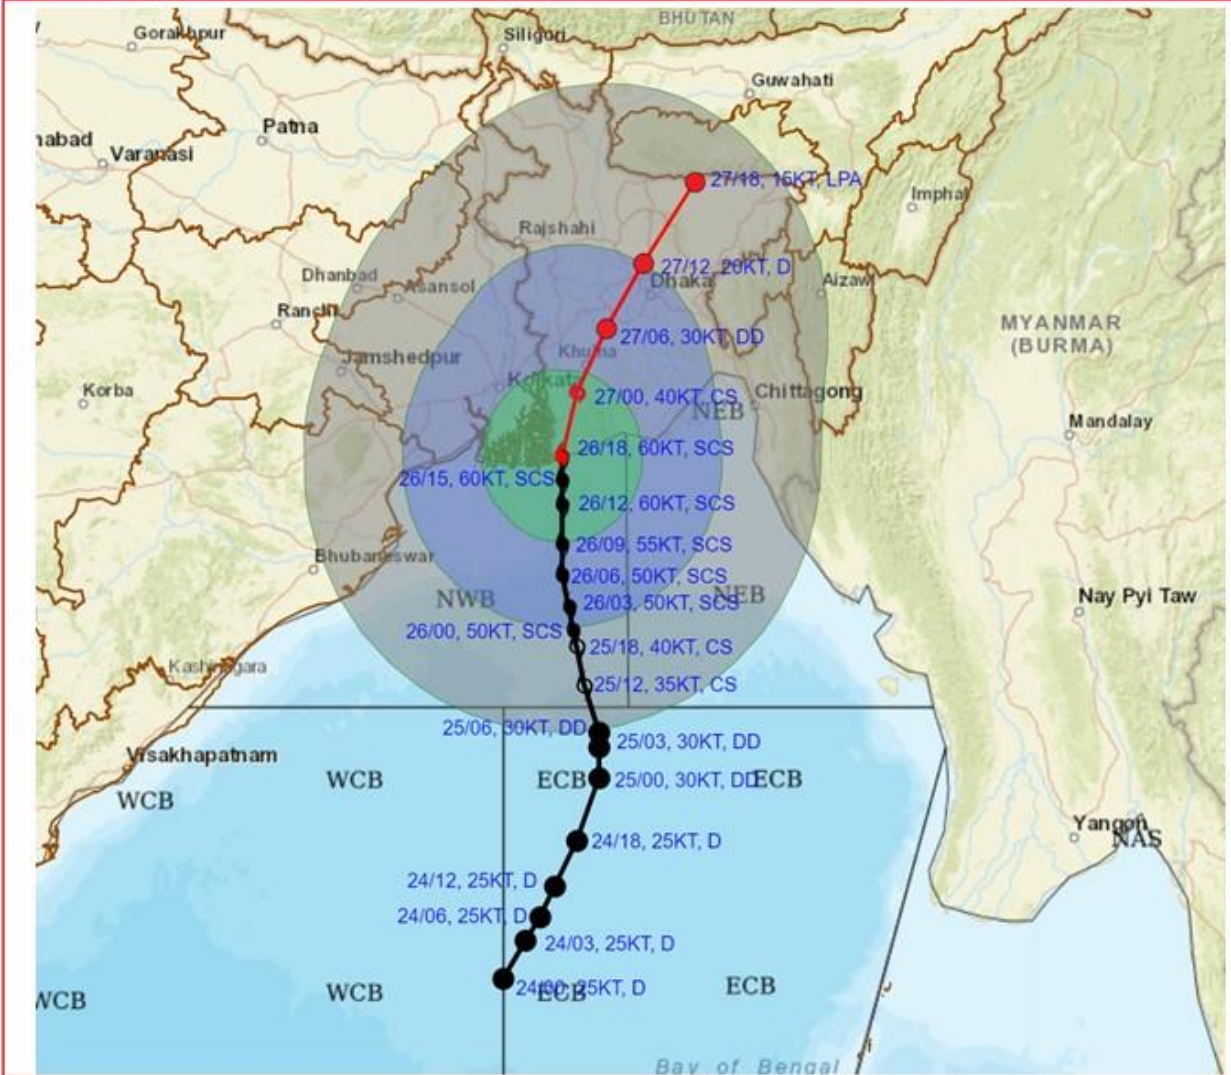 BHUTAN
Gorakhpur
Siligori
Guwahati
Patna
nabad
Varanasi
27/18, 15KT, LPA
Imphal
Rajshahi
27/12, 20KT, D
Dhanbad
Dhaka
Aizawl
Asansol
Ranchi
MYANMAR
(BURMA)
27/06, 30KT, DD
Khulna
Jamshedpur
Kolkata
Korba
27/00, 40KT, CS
Chittagong
NEB
Mandalay
26/18, 60KT, SCS
26/15, 60KT, SCS
26/12, 60KT, SCS
26/09, 55KT, SCS
Bhubaneswar
26/06, 50KT, SCS
NWB
26/03, 50KT, SCS
NEB
Nay Pyi Taw
26/00, 50KT, SCS
25/18, 40KT, CS
25/12, 35KT, CS
25/06, 30KT, DD
25/03, 30KT, DD
Visakhapatnam
WCB
ECB
25/00, 30KT, DD
ECB
WCB
Yangon
NAS
24/18, 25KT, D
24/12, 25KT, D
24/06, 25KT, D
24/03, 25KT, D
24/00, 25KT, D
WCB
WCB
ECB
ECB
Bay of Bengal